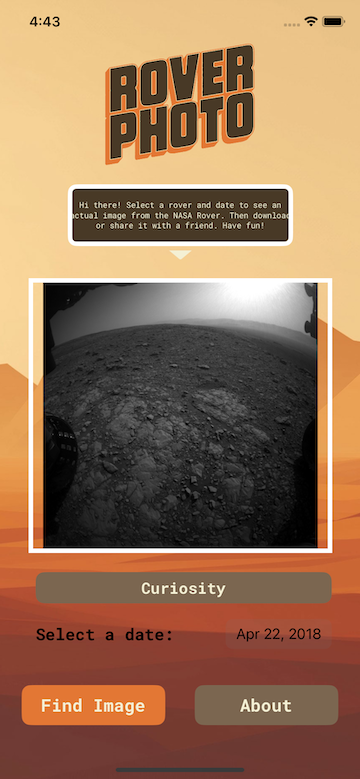 4:43
ROVER
PHOTO
Hi there! Select a rover and date to see an
actual image from the NASA Rover. Then download
or share it with a friend. Have fun!
Curiosity
Select a date:
Apr 22, 2018
Find Image
About